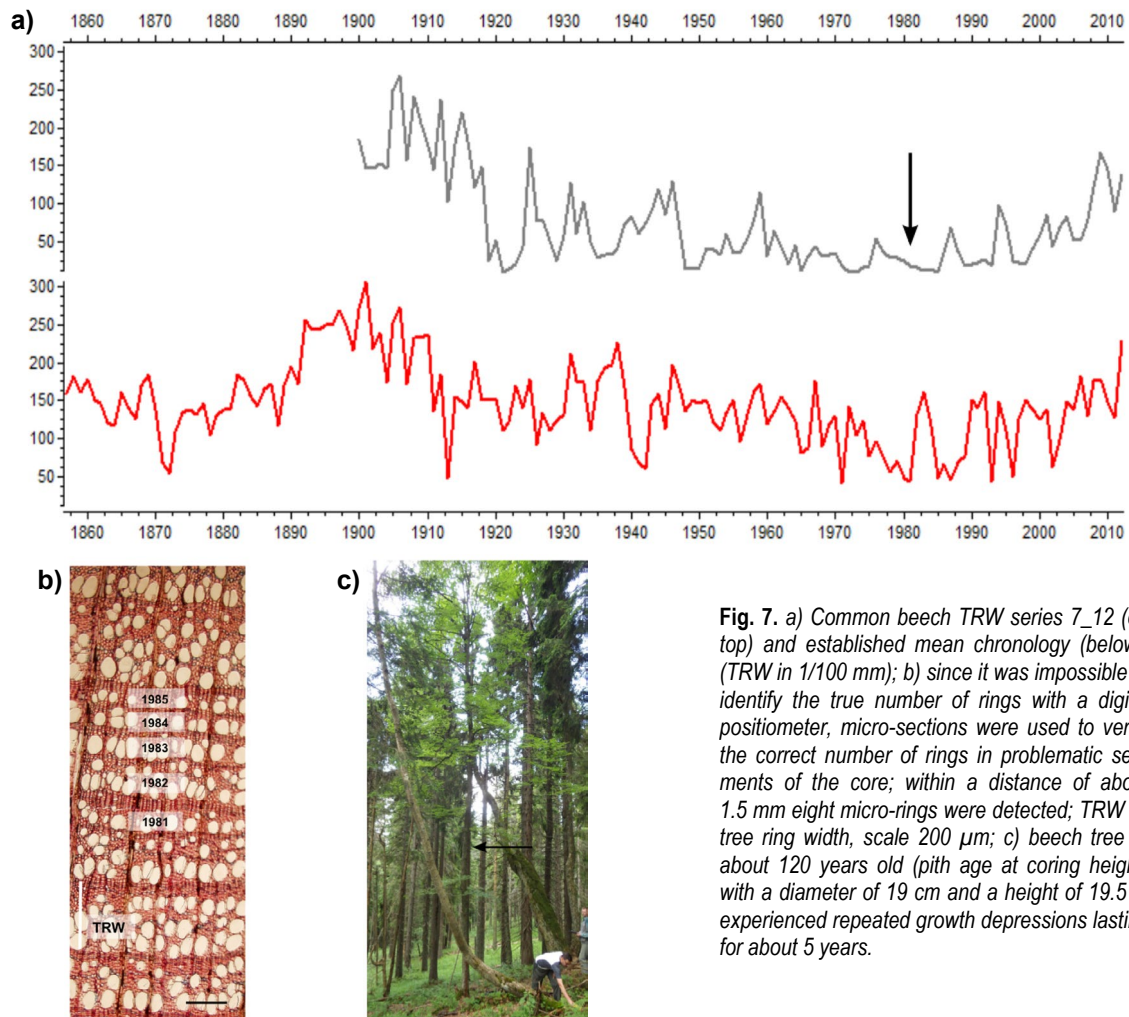 a)
1860 1870 1880 1890 1900 1910 1920 1930 1940 1950 1960 1970 1980 1990 2000 2010
300
250
200
150
100
50
300
250
200
150
100
50
1860 1870 1880 1890 1900 1910 1920 1930 1940 1950 1960 1970 1980 1990 2000 2010
b)
1985
1984
1983
1982
1981
TRW
c)
Fig. 7. a) Common beech TRW series 7_12
top) and established mean chronology (below
(TRW in 1/100 mm); b) since it was impossible
identify the true number of rings with a
positiometer, micro-sections were used to
the correct number of rings in problematic
ments of the core; within a distance of
1.5 mm eight micro-rings were detected; TRW
tree ring width, scale 200 µm; c) beech tree
about 120 years old (pith age at coring
with a diameter of 19 cm and a height of 19.5
experienced repeated growth depressions
for about 5 years.